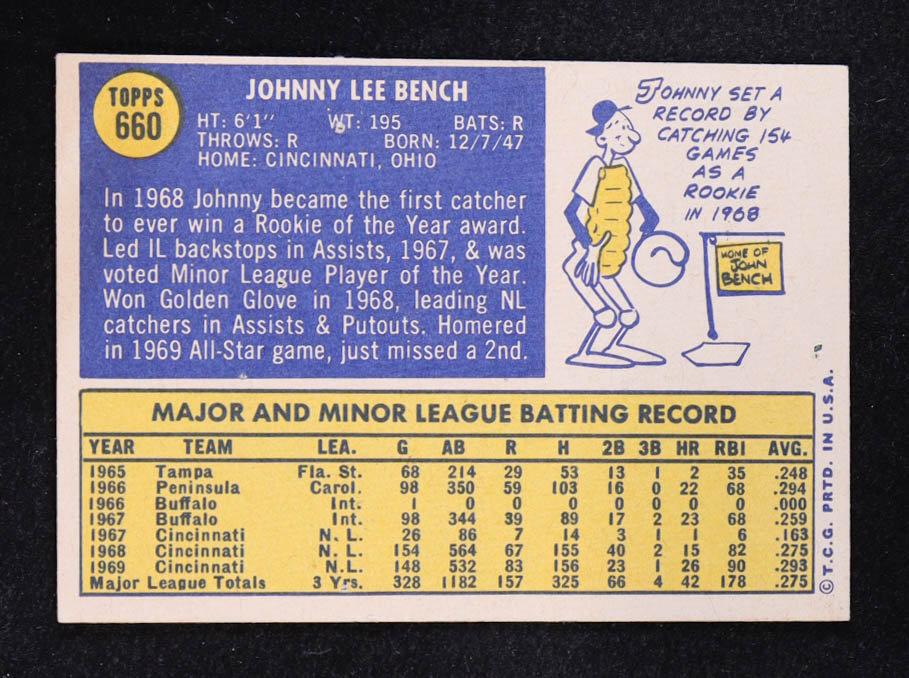 TOPPS
660
JOHNNY LEE BENCH
HT: 6'1" WT: 195 BATS: R
THROWS: R BORN: 12/7/47
HOME: CINCINNATI, OHIO
In 1968 Johnny became the first catcher
to ever win a Rookie of the Year award.
Led IL backstops in Assists, 1967, & was
voted Minor League Player of the Year.
Won Golden Glove in 1968, leading NL
catchers in Assists & Putouts. Homered
in 1969 All-Star game, just missed a 2nd.
JOHNNY SET A
RECORD BY
CATCHING 154
GAMES
AS A
ROOKIE
IN 1968
HOME OF
JOHN
BENCH
MAJOR AND MINOR LEAGUE BATTING RECORD
YEAR TEAM LEA. G AB R H 2B 3B HR RBI AVG.
1965 Tampa Fla. St. 68 214 29 53 13 1 2 35 .248
1966 Peninsula Carol. 98 350 59 103 16 0 22 68 .294
1966 Buffalo Int. 1 0 0 0 0 0 0 0 .000
1967 Buffalo Int. 98 344 39 89 17 2 23 68 .259
1967 Cincinnati N. L. 26 86 7 14 3 1 1 6 .163
1968 Cincinnati N. L. 154 564 67 155 40 2 15 82 .275
1969 Cincinnati N. L. 148 532 83 156 23 1 26 90 .293
Major League Totals 3 Yrs. 328 1182 157 325 66 4 42 178 .275
© T.C.G. PRTD. IN U.S.A.